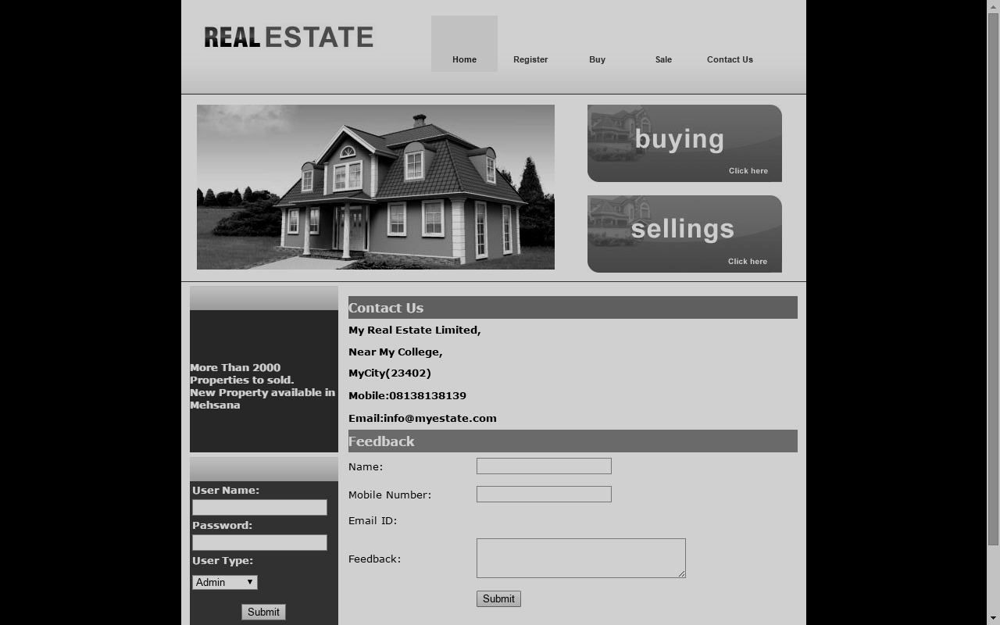 REAL ESTATE
Home
Register
Buy
Sale
Contact Us
buying
Click here
sellings
Click here
More Than 2000
Properties to sold.
New Property available in
Mehsana
User Name:
Password:
User Type:
Admin
Submit
Contact Us
My Real Estate Limited,
Near My College,
MyCity(23402)
Mobile:08138138139
Email:info@myestate.com
Feedback
Name:
Mobile Number:
Email ID:
Feedback:
Submit